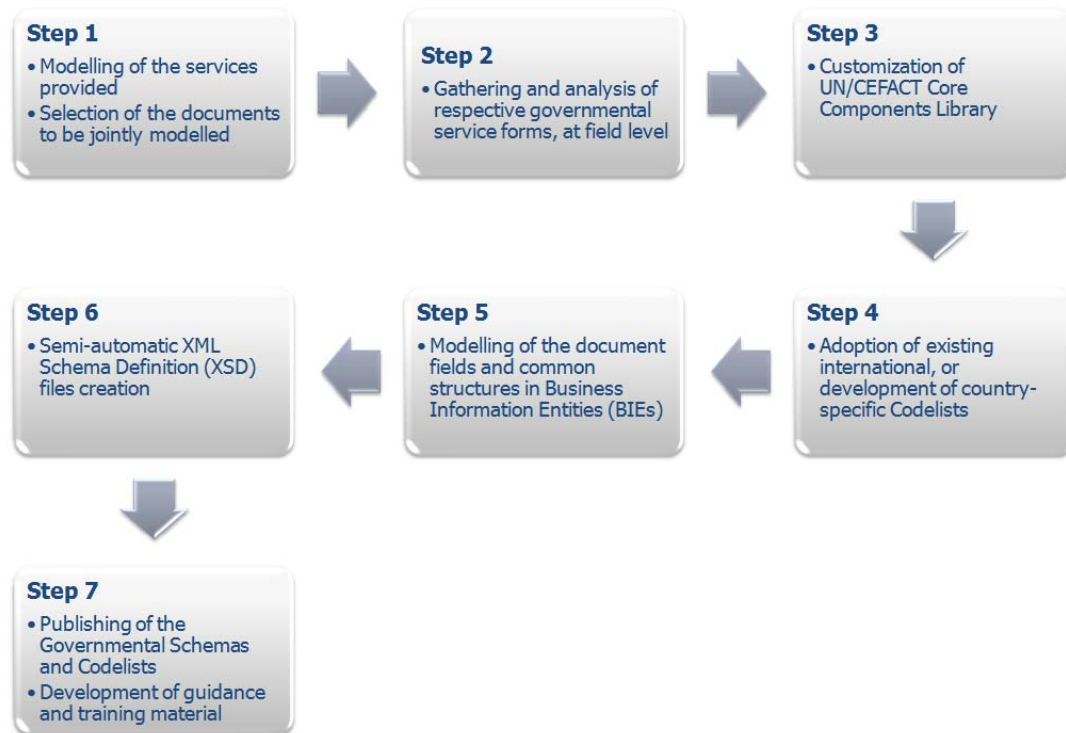 Step 1
• Modelling of the services
provided
• Selection of the documents
to be jointly modelled
Step 2
• Gathering and analysis of
respective governmental
service forms, at field level
Step 3
• Customization of
UN/CEFACT Core
Components Library
Step 4
• Adoption of existing
international, or
development of country-
specific Codelists
Step 5
• Modelling of the document
fields and common
structures in Business
Information Entities (BIEs)
Step 6
• Semi-automatic XML
Schema Definition (XSD)
files creation
Step 7
• Publishing of the
Governmental Schemas
and Codelists
• Development of guidance
and training material